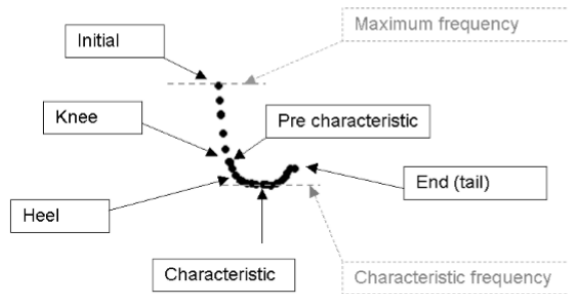 Maximum frequency
Initial
Knee
Pre characteristic
End (tail)
Heel
Characteristic
Characteristic frequency